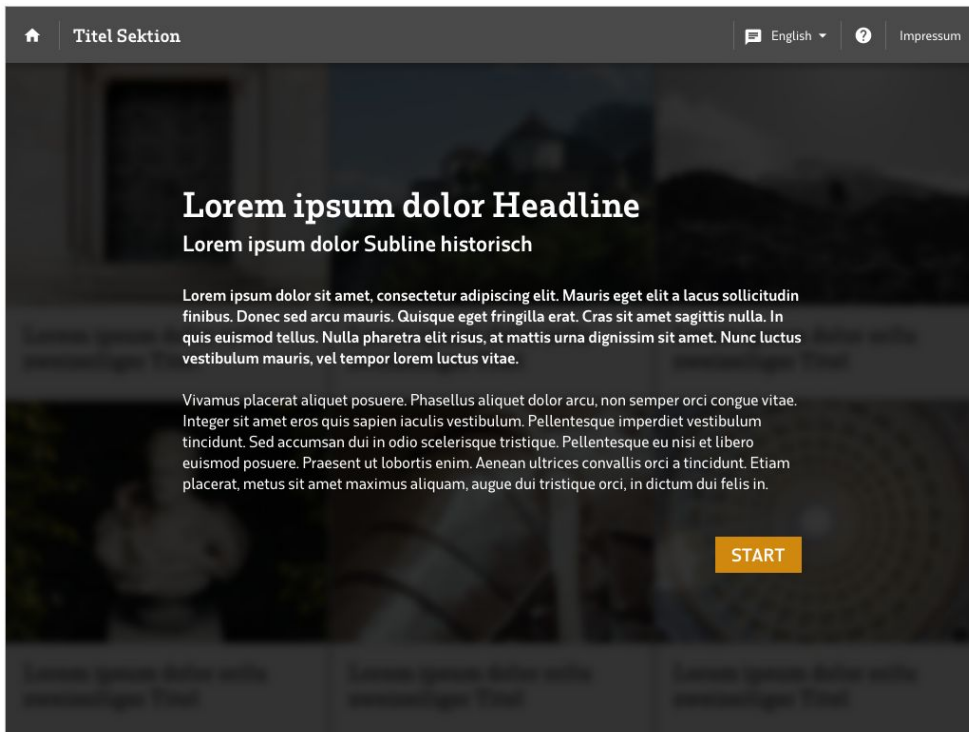 Titel Sektion
English
Impressum
Lorem ipsum dolor Headline
Lorem ipsum dolor Subline historisch
Lorem ipsum dolor sit amet, consectetur adipiscing elit. Mauris eget elit a lacus sollicitudin
finibus. Donec sed arcu mauris. Quisque eget fringilla erat. Cras sit amet sagittis nulla. In
quis euismod tellus. Nulla pharetra elit risus, at mattis urna dignissim sit amet. Nunc luctus
vestibulum mauris, vel tempor lorem luctus vitae.
Vivamus placerat aliquet posuere. Phasellus aliquet dolor arcu, non semper orci congue vitae.
Integer sit amet eros quis sapien iaculis vestibulum. Pellentesque imperdiet vestibulum
tincidunt. Sed accumsan dui in odio scelerisque tristique. Pellentesque eu nisi et libero
euismod posuere. Praesent ut lobortis enim. Aenean ultrices convallis orci a tincidunt. Etiam
placerat, metus sit amet maximus aliquam, augue dui tristique orci, in dictum dui felis in.
START